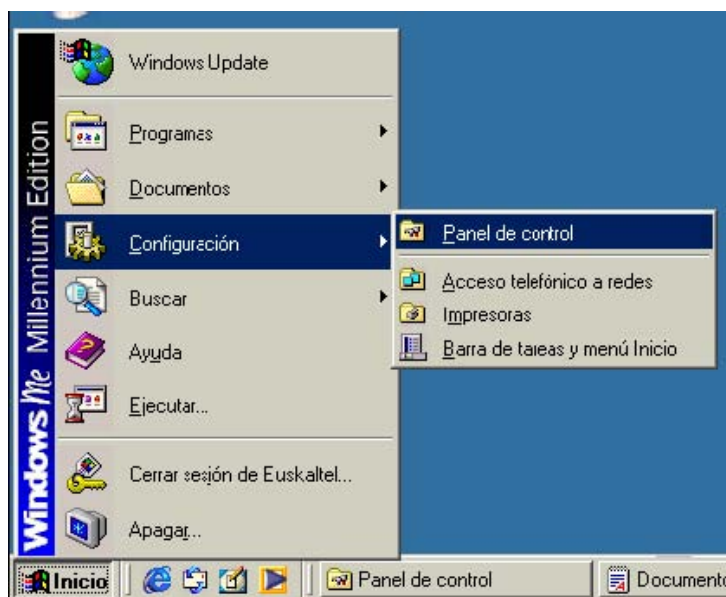 Windows Me Millennium Edition
Windows Update
Programas
Documentos
Configuración
Buscar
Ayuda
Ejecutar...
Cerrar sesión de Euskaltel...
Apagar...
Panel de control
Acceso telefónico a redes
Impresoras
Barra de tareas y menú Inicio
Inicio
Panel de control
Documento